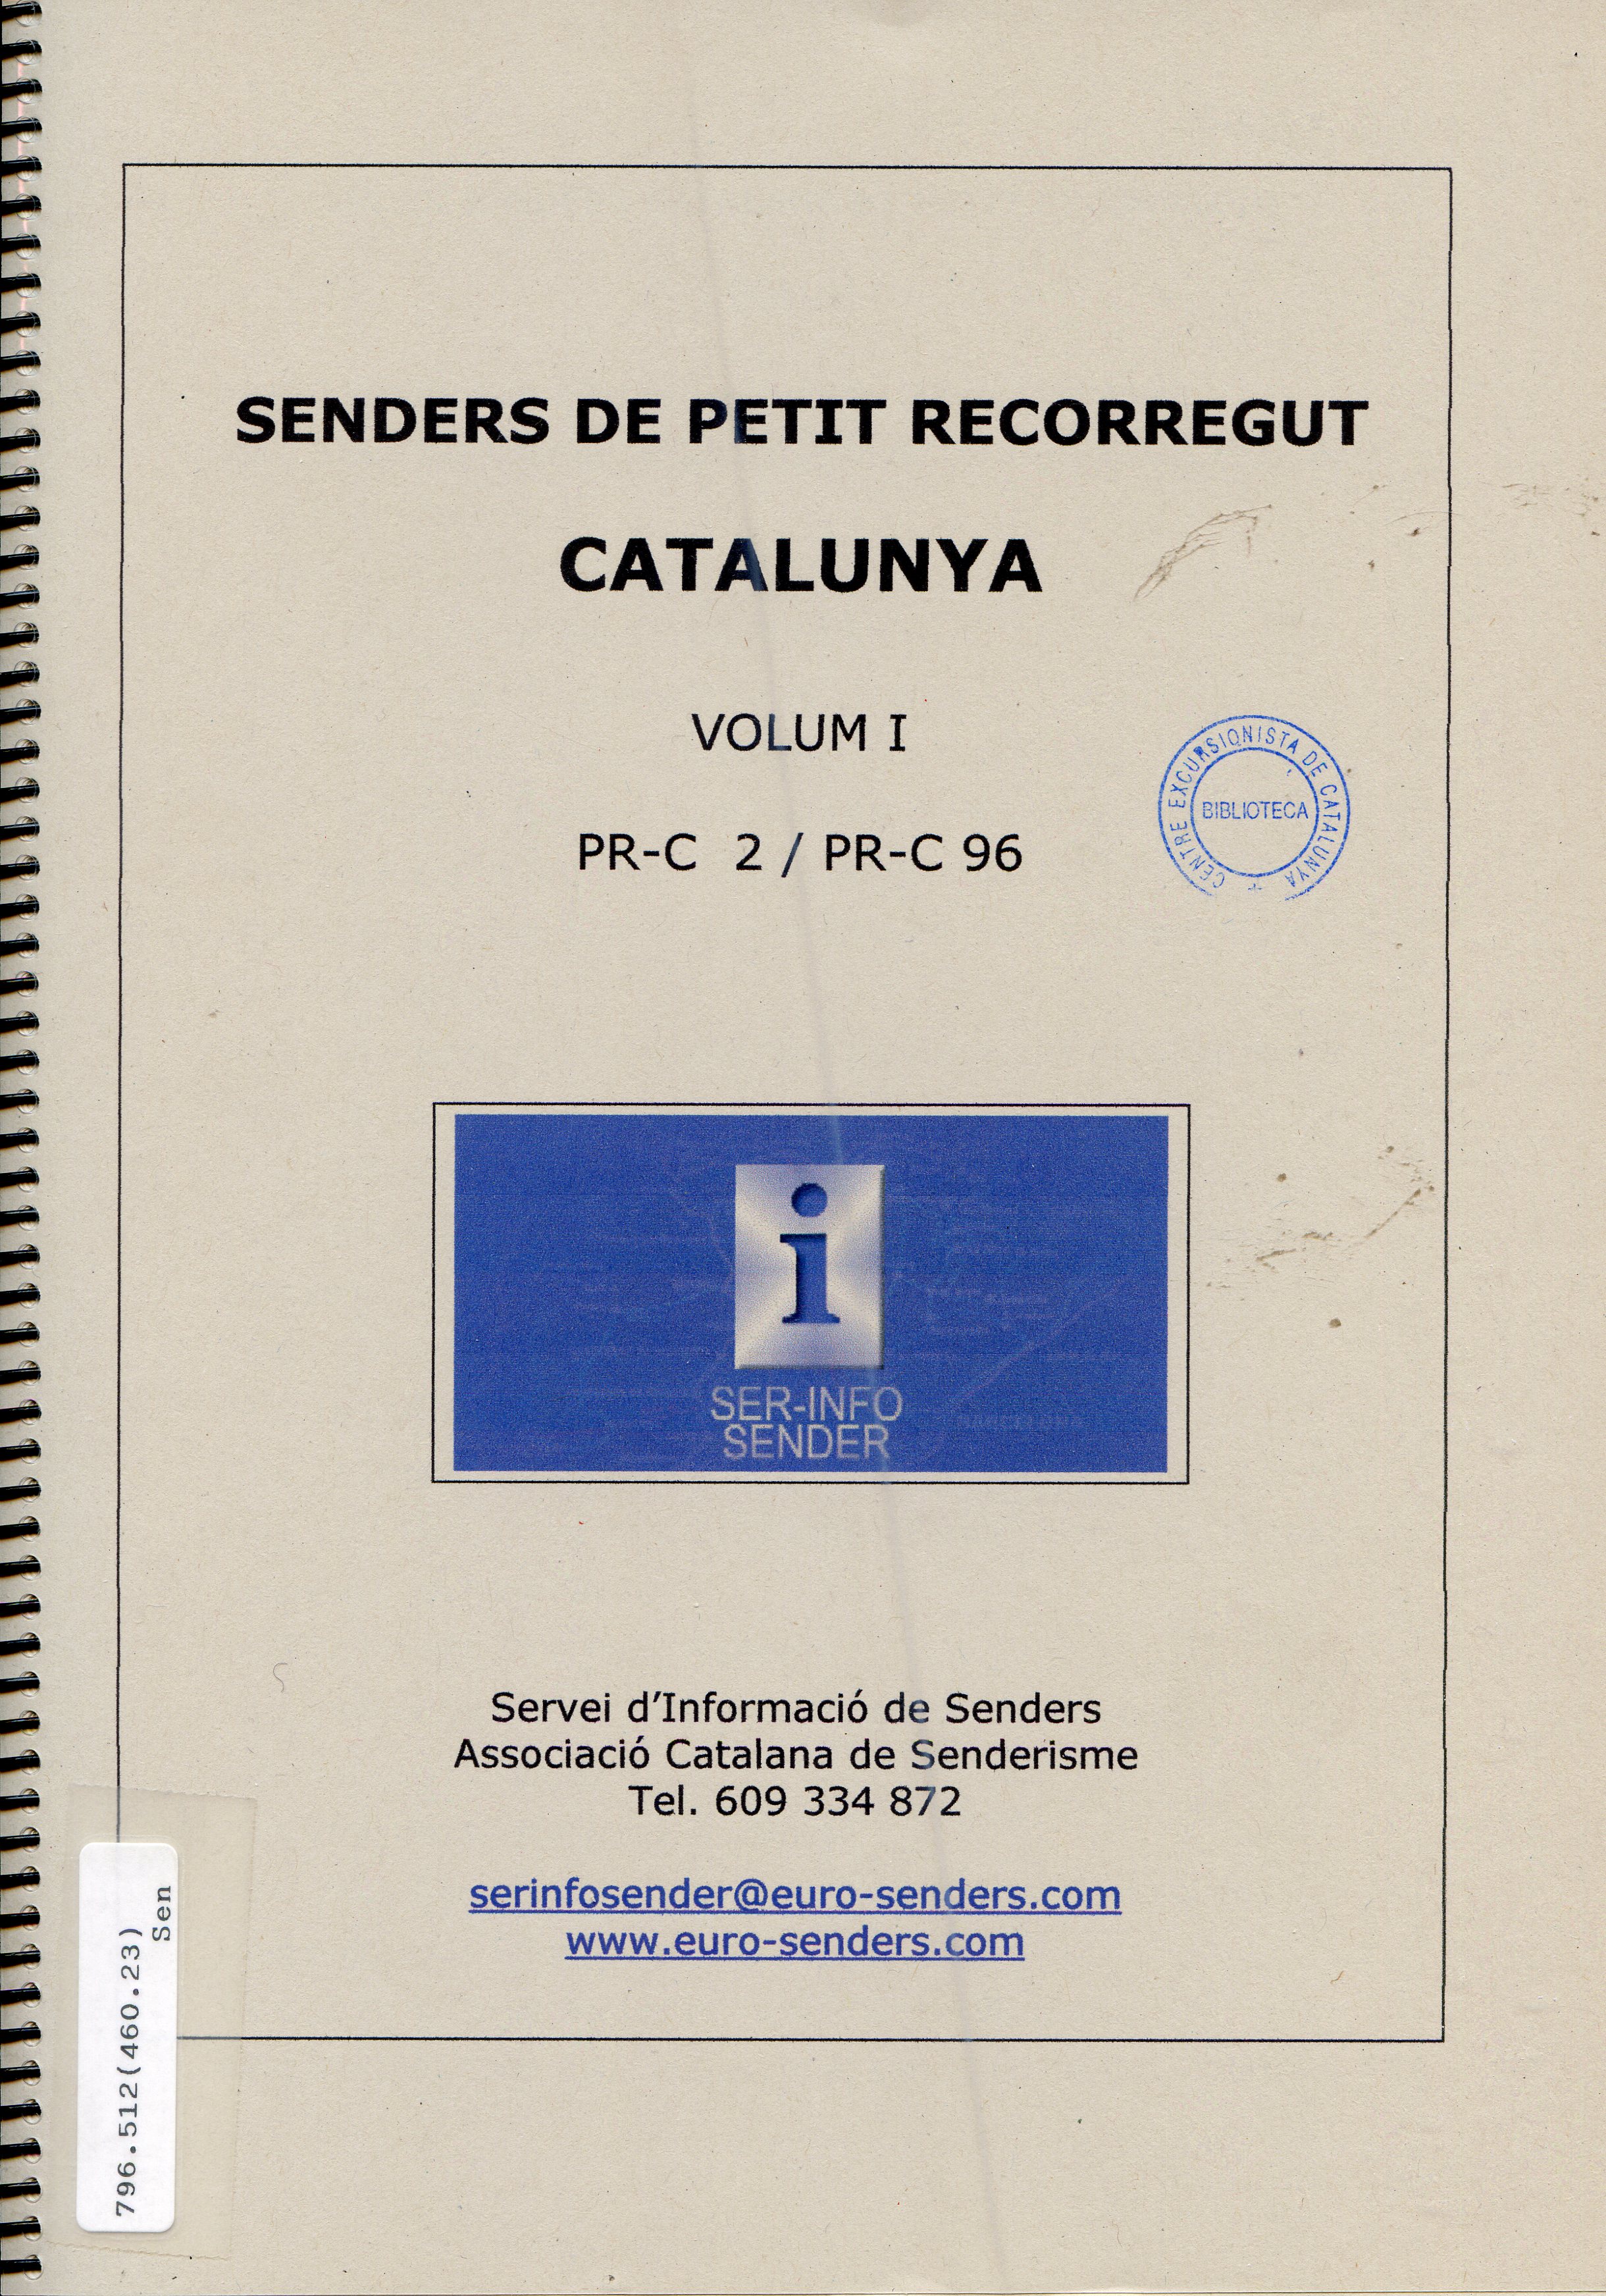 SENDERS DE PETIT RECORREGUT
CATALUNYA
VOLUM I
PR-C  2 / PR-C 96
CENTRE EXCURSIONISTA DE CATALUNYA
BIBLIOTECA
i
SER-INFO
SENDER
Servei d'Informació de Senders
Associació Catalana de Senderisme
Tel. 609 334 872
serinfosender@euro-senders.com
www.euro-senders.com
796.512(460.23)
Sen